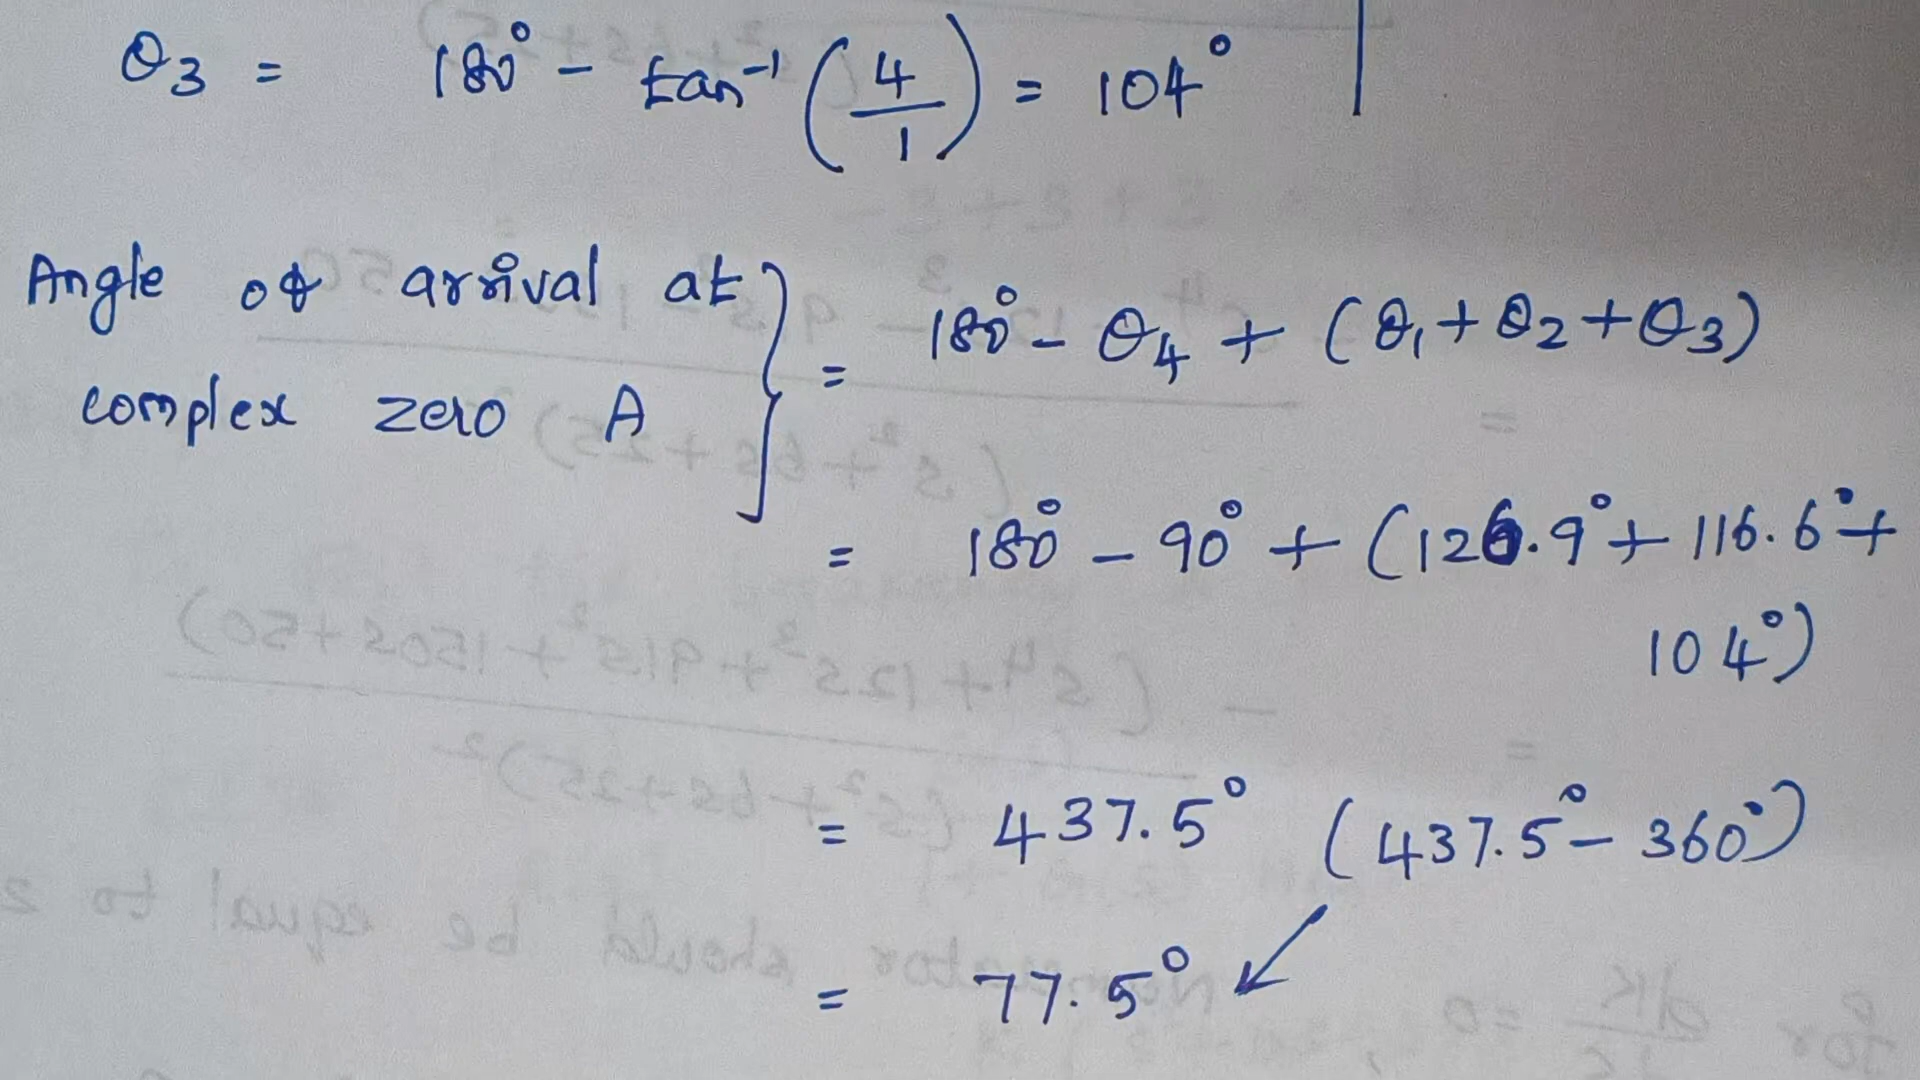 θ3 = 180° - tan⁻¹(4/1) = 104°
Angle of arrival at
complex zero A } = 180° - θ4 + (θ1 + θ2 + θ3)
= 180° - 90° + (126.9° + 116.6° +
104°)
= 437.5° (437.5° - 360°)
= 77.5°